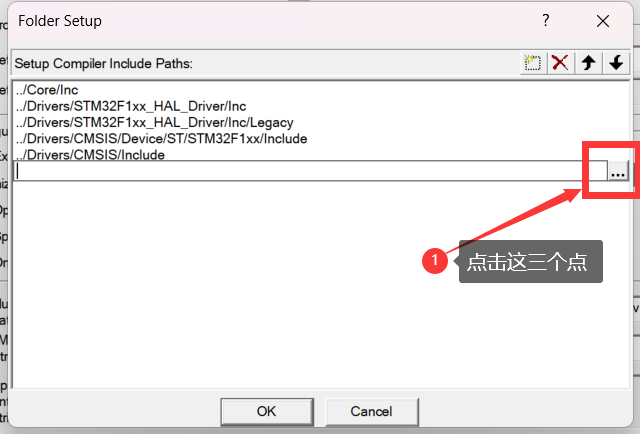 Folder Setup
?
Setup Compiler Include Paths:
../Core/Inc
../Drivers/STM32F1xx_HAL_Driver/Inc
../Drivers/STM32F1xx_HAL_Driver/Inc/Legacy
../Drivers/CMSIS/Device/ST/STM32F1xx/Include
../Drivers/CMSIS/Include
...
1 点击这三个点
OK Cancel